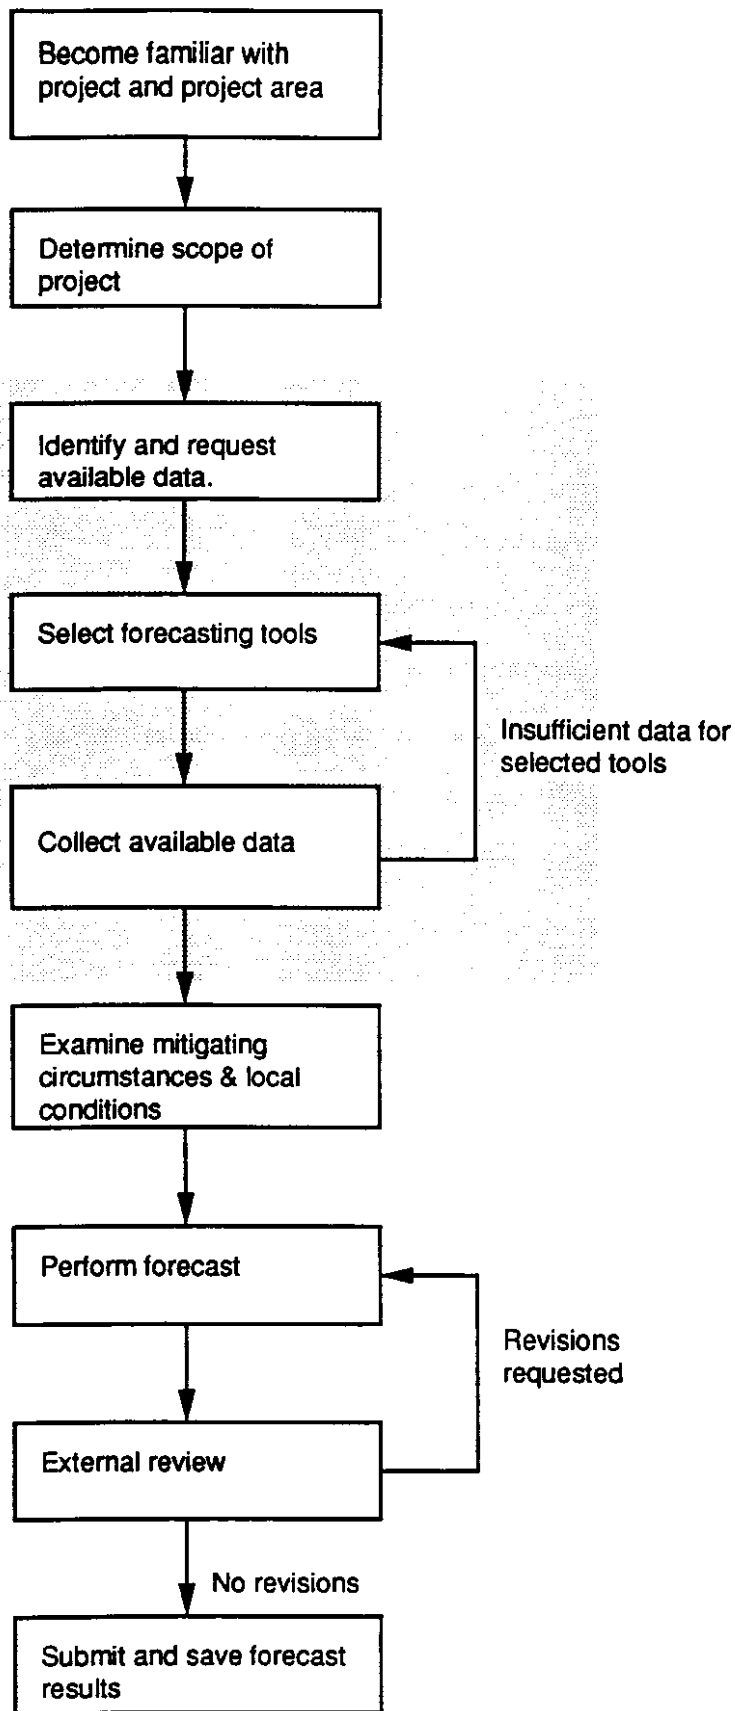 Become familiar with
project and project area
Determine scope of
project
Identify and request
available data.
Select forecasting tools
Insufficient data for
selected tools
Collect available data
Examine mitigating
circumstances & local
conditions
Perform forecast
Revisions
requested
External review
No revisions
Submit and save forecast
results